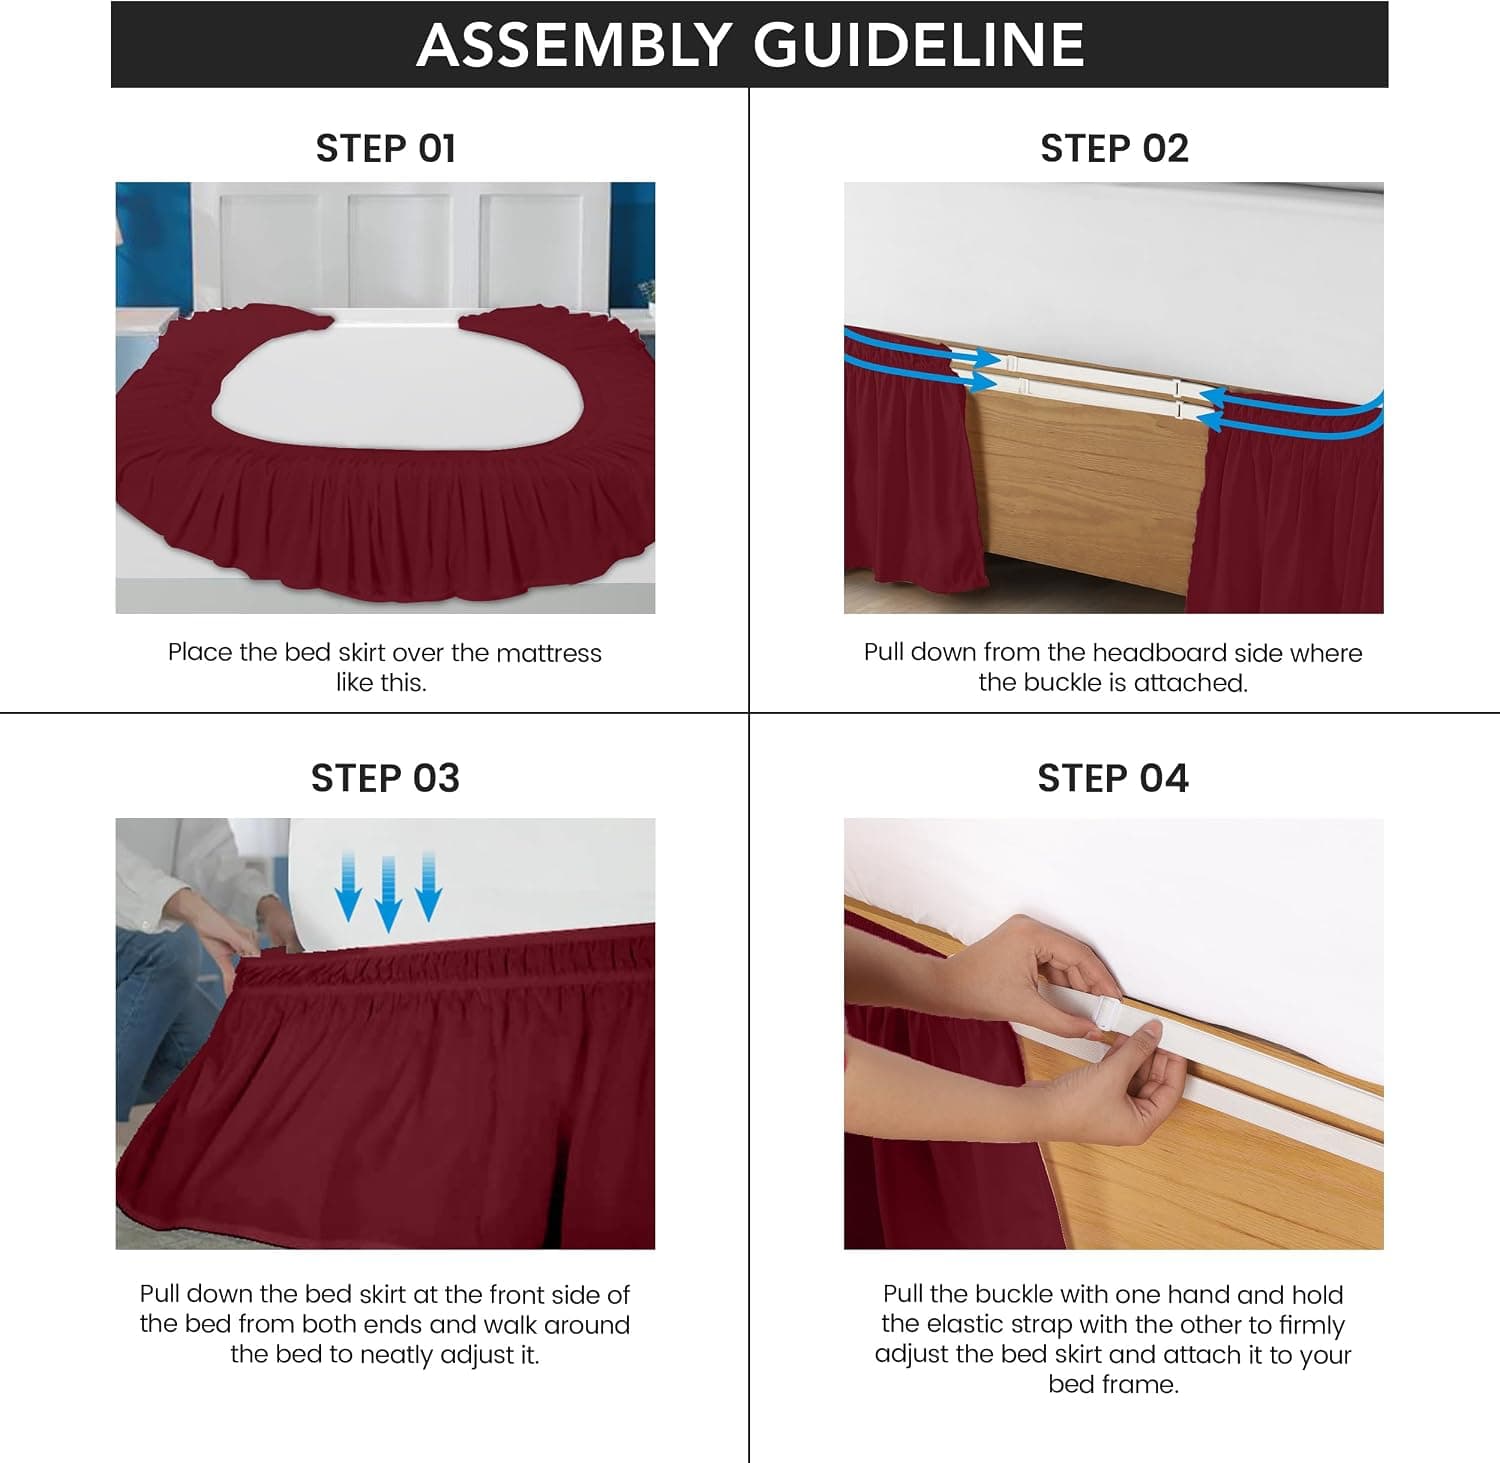 ASSEMBLY GUIDELINE
STEP 01
Place the bed skirt over the mattress
like this.
STEP 02
Pull down from the headboard side where
the buckle is attached.
STEP 03
Pull down the bed skirt at the front side of
the bed from both ends and walk around
the bed to neatly adjust it.
STEP 04
Pull the buckle with one hand and hold
the elastic strap with the other to firmly
adjust the bed skirt and attach it to your
bed frame.